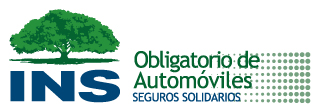 INS
Obligatorio de
Automóviles
SEGUROS SOLIDARIOS